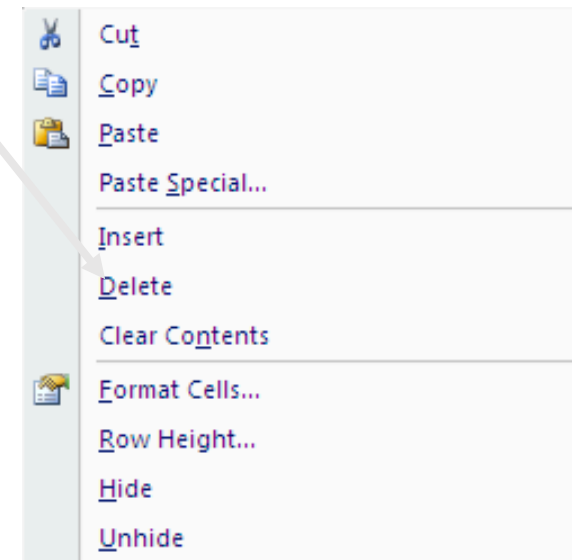 Cut
Copy
Paste
Paste Special...
Insert
Delete
Clear Contents
Format Cells...
Row Height...
Hide
Unhide